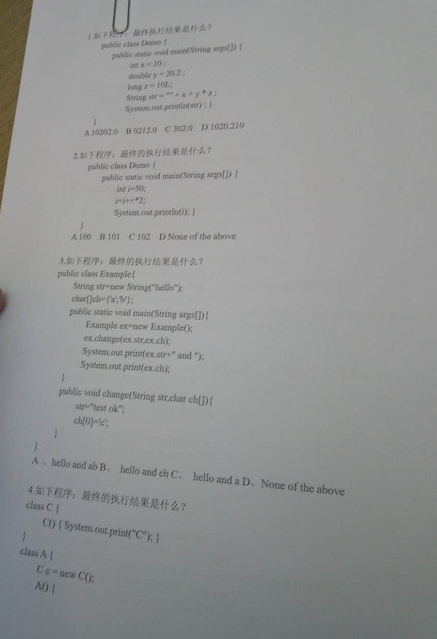 1.如下程序，最终执行结果是什么？
public class Demo {
public static void main(String args[]) {
int x = 10 ;
double y = 20.2 ;
long z = 10L;
String str = "" + x + y * z ;
System.out.println(str) ; }
}
A 10202.0 B 0212.0 C 302.0 D 1020.210
2.如下程序，最终的执行结果是什么？
public class Demo {
public static void main(String args[]) {
int i=50;
i=i++*2;
System.out.println(i); }
}
A 100 B 101 C 102 D None of the above
3.如下程序，最终的执行结果是什么？
public class Example{
String str=new String("hello");
char[]ch={'a','b'};
public static void main(String args[]){
Example ex=new Example();
ex.change(ex.str,ex.ch);
System.out.print(ex.str+" and ");
System.out.print(ex.ch);
}
public void change(String str,char ch[]){
str="test ok";
ch[0]='c';
}
}
A 、hello and ab B、 hello and cb C、 hello and a D、None of the above
4.如下程序，最终的执行结果是什么？
class C {
C() { System.out.print("C"); }
}
class A {
C c = new C();
A() {